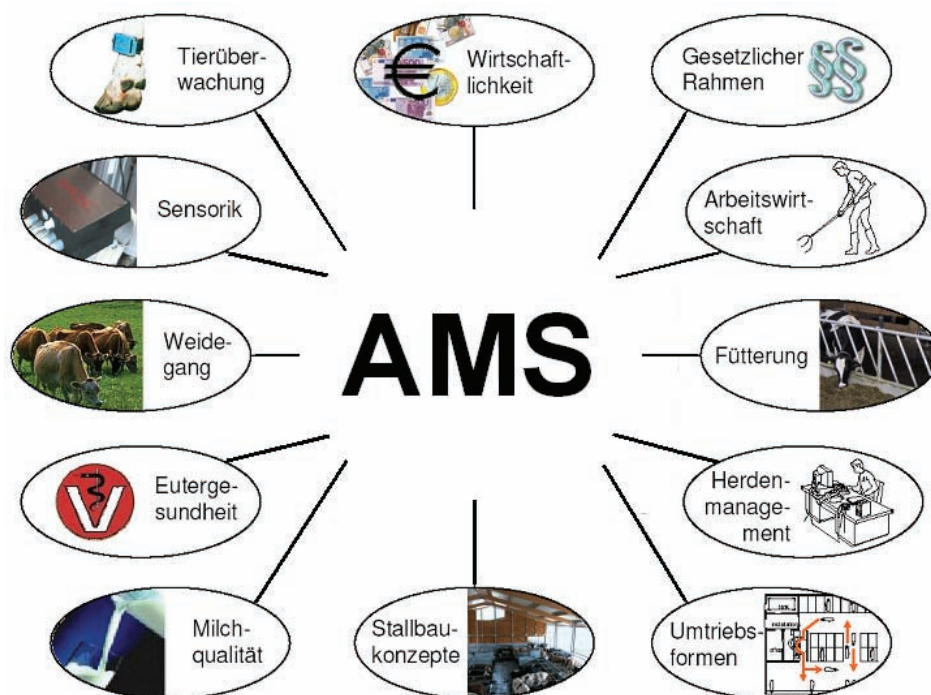 Tierüber-
wachung
Wirtschaft-
lichkeit
Gesetzlicher
Rahmen
Sensorik
Arbeitswirt-
schaft
AMS
Weide-
gang
Fütterung
Euterge-
sundheit
V
Herden-
manage-
ment
Milch-
qualität
Stallbau-
konzepte
Umtriebs-
formen